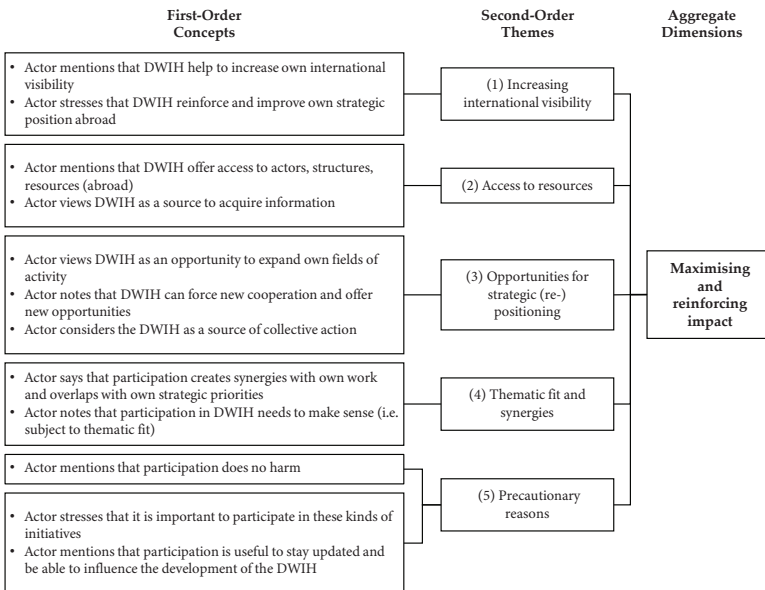 First-Order
Concepts
Second-Order
Themes
Aggregate
Dimensions
• Actor mentions that DWIH help to increase own international
visibility
• Actor stresses that DWIH reinforce and improve own strategic
position abroad
(1) Increasing
international visibility
• Actor mentions that DWIH offer access to actors, structures,
resources (abroad)
• Actor views DWIH as a source to acquire information
(2) Access to resources
• Actor views DWIH as an opportunity to expand own fields of
activity
• Actor notes that DWIH can force new cooperation and offer
new opportunities
• Actor considers the DWIH as a source of collective action
(3) Opportunities for
strategic (re-)
positioning
Maximising
and
reinforcing
impact
• Actor says that participation creates synergies with own work
and overlaps with own strategic priorities
• Actor notes that participation in DWIH needs to make sense (i.e.
subject to thematic fit)
(4) Thematic fit and
synergies
• Actor mentions that participation does no harm
• Actor stresses that it is important to participate in these kinds of
initiatives
• Actor mentions that participation is useful to stay updated and
be able to influence the development of the DWIH
(5) Precautionary
reasons